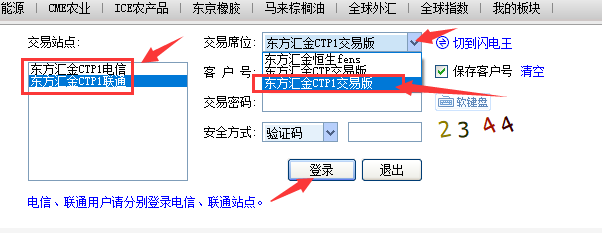 能源 | CME农业 | ICE农产品 | 东京橡胶 | 马来棕榈油 | 全球外汇 | 全球指数 | 我的板块 |
交易站点:
东方汇金CTP1电信
东方汇金CTP1联通
交易席位: 东方汇金CTP1交易版 切到闪电王
东方汇金恒生fens
东方汇金CTP交易版
东方汇金CTP1交易版
客 户 号: 保存客户号 清空
交易密码: 软键盘
安全方式: 验证码 23 44
登录 退出
电信、联通用户请分别登录电信、联通站点。